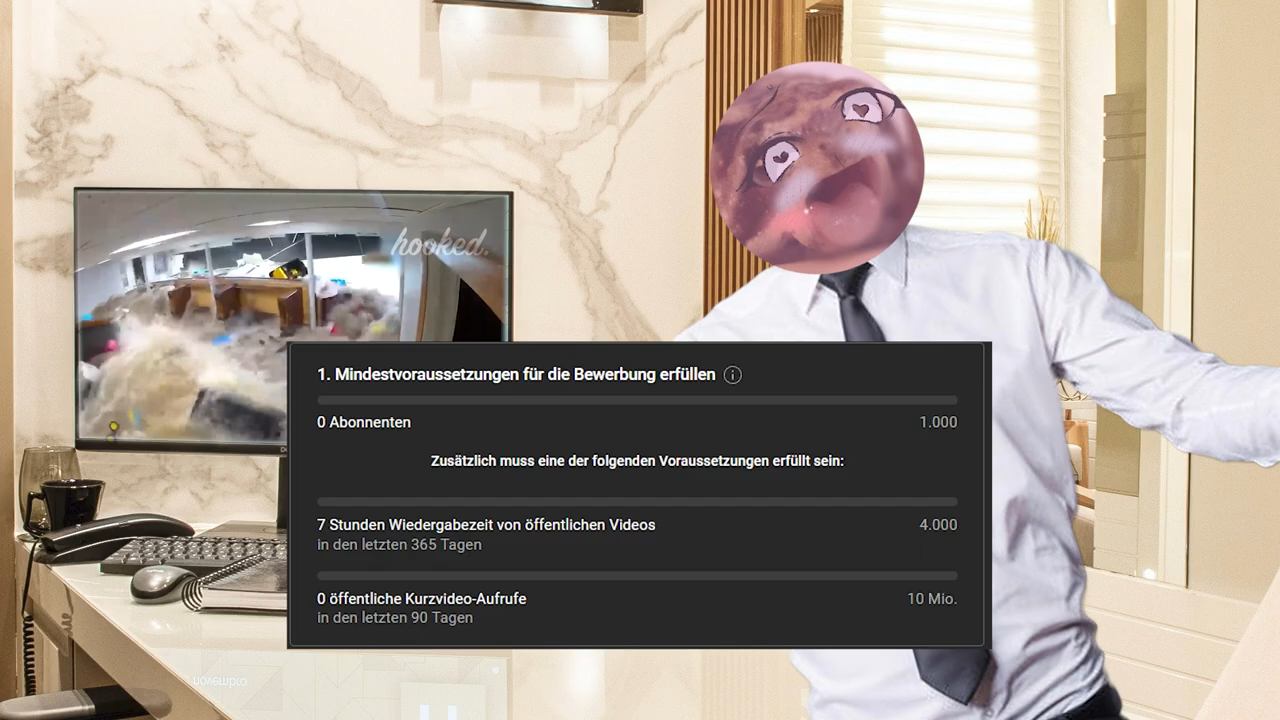 hooked.
1. Mindestvoraussetzungen für die Bewerbung erfüllen
0 Abonnenten 1.000
Zusätzlich muss eine der folgenden Voraussetzungen erfüllt sein:
7 Stunden Wiedergabezeit von öffentlichen Videos 4.000
in den letzten 365 Tagen
0 öffentliche Kurzvideo-Aufrufe 10 Mio.
in den letzten 90 Tagen